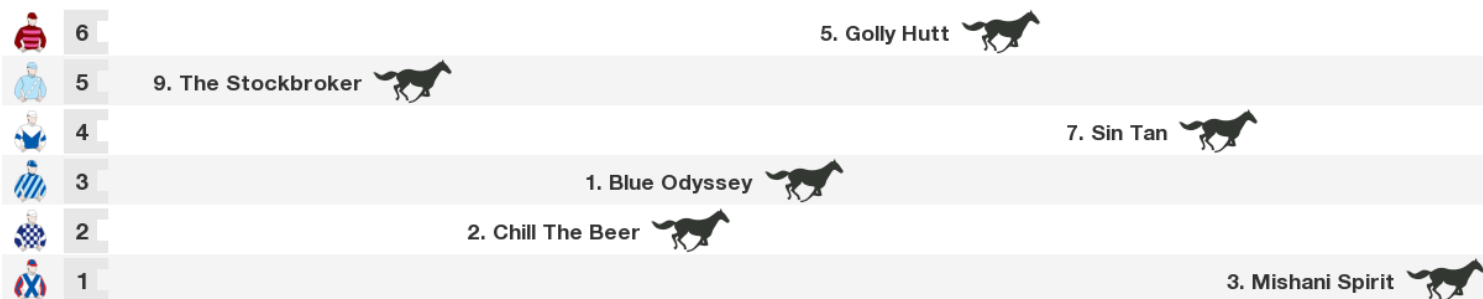 6 5. Golly Hutt
5 9. The Stockbroker
4 7. Sin Tan
3 1. Blue Odyssey
2 2. Chill The Beer
1 3. Mishani Spirit